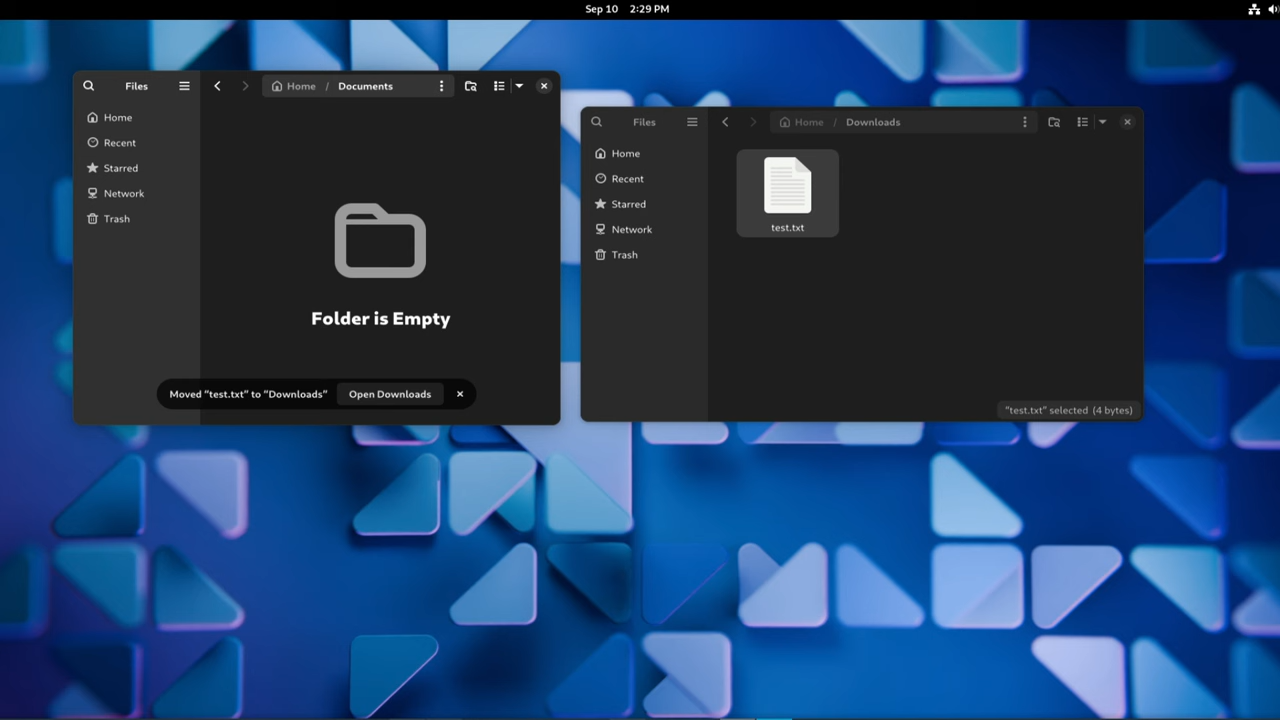 Sep 10 2:29 PM
Files
Home / Documents
Home
Recent
Starred
Network
Trash
Folder is Empty
Moved "test.txt" to "Downloads" Open Downloads
Files
Home / Downloads
Home
Recent
Starred
Network
Trash
test.txt
"test.txt" selected (4 bytes)